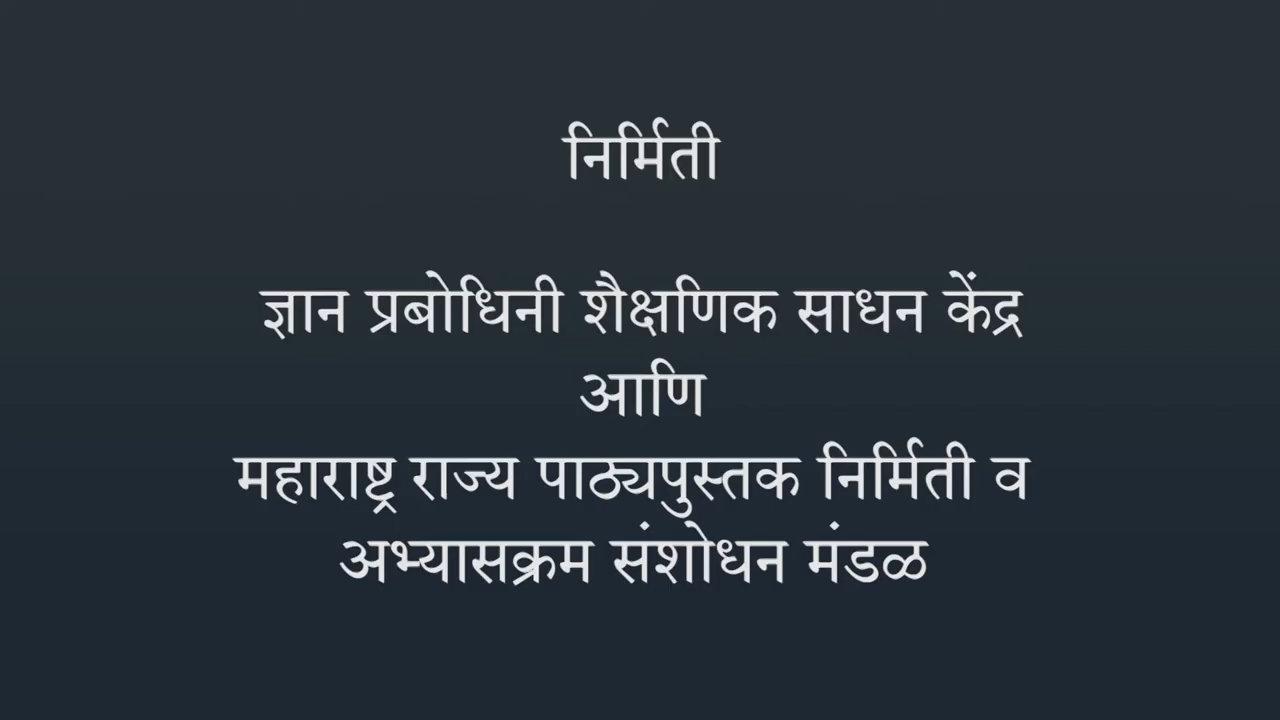 निर्मिती
ज्ञान प्रबोधिनी शैक्षणिक साधन केंद्र
आणि
महाराष्ट्र राज्य पाठ्यपुस्तक निर्मिती व
अभ्यासक्रम संशोधन मंडळ